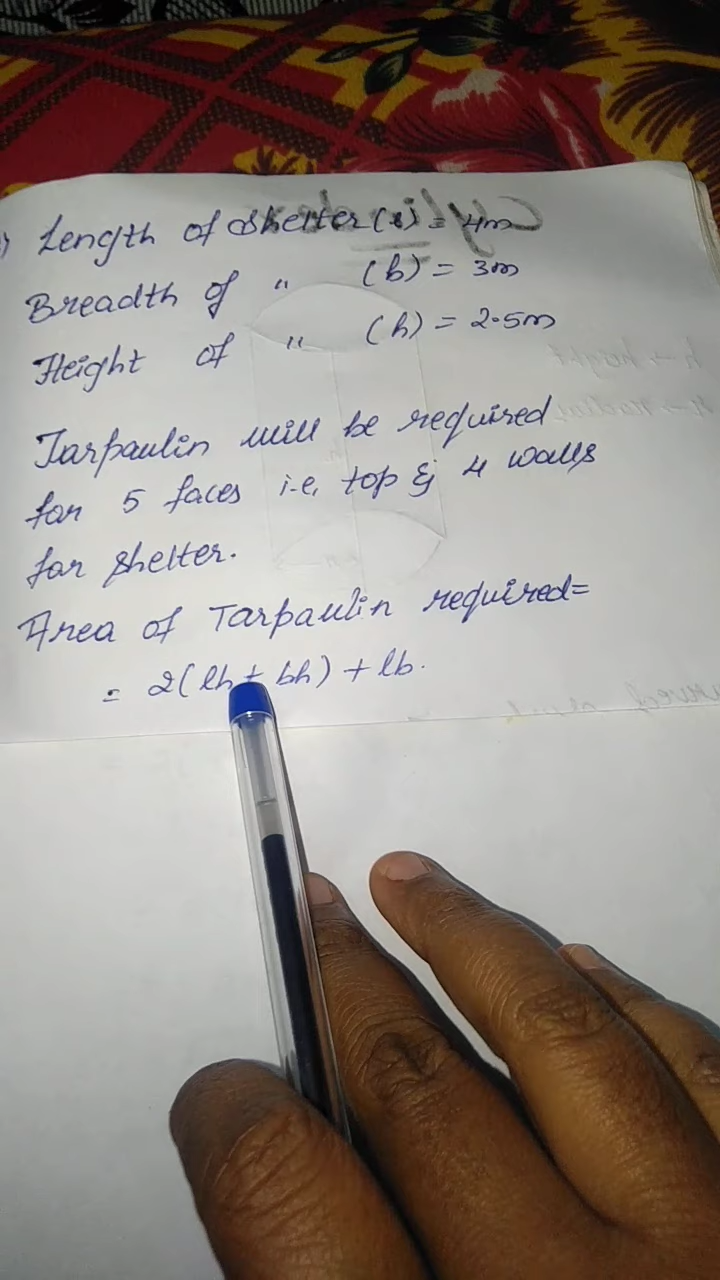 Length of Shelter (l) = 4m
Breadth of " (b) = 3m
Height of " (h) = 2.5m
Tarpaulin will be required
for 5 faces i.e, top & 4 walls
for shelter.
Area of Tarpaulin required=
= 2(lh + bh) + lb.